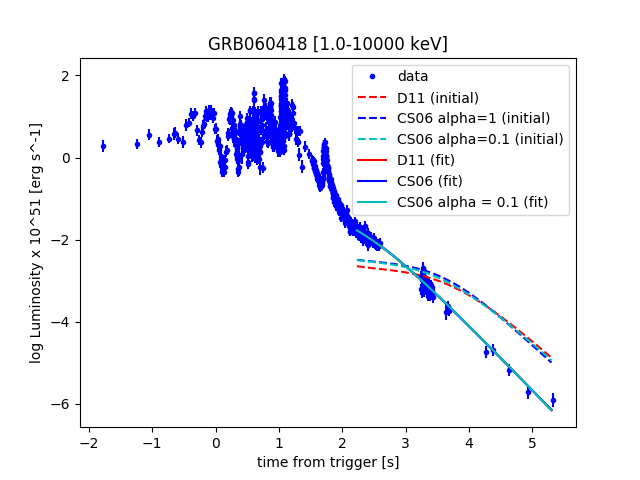 GRB060418 [1.0-10000 keV]
data
D11 (initial)
CS06 alpha=1 (initial)
CS06 alpha=0.1 (initial)
D11 (fit)
CS06 (fit)
CS06 alpha = 0.1 (fit)
log Luminosity x 10^51 [erg s^-1]
2
0
−2
−4
−6
−2 −1 0 1 2 3 4 5
time from trigger [s]